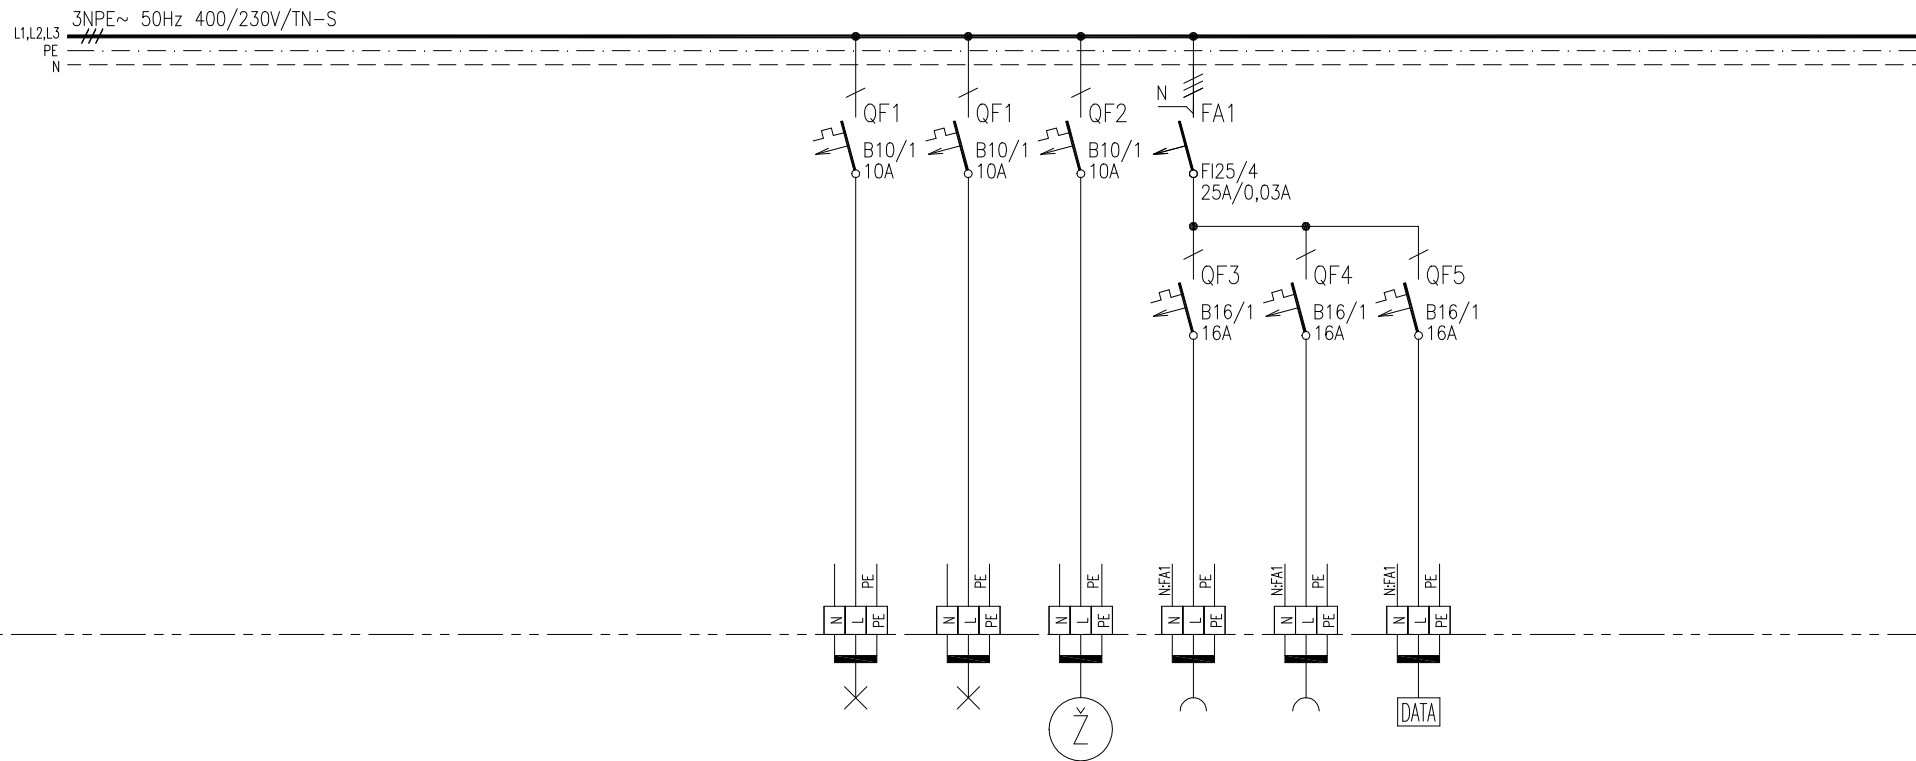 3NPE~ 50Hz 400/230V/TN-S
L1,L2,L3
PE
N
N
QF1
QF1
QF2
FA1
B10/1
B10/1
B10/1
10A
10A
10A
FI25/4
25A/0,03A
QF3
QF4
QF5
B16/1
B16/1
B16/1
16A
16A
16A
PE
PE
PE
N:FA1
PE
N:FA1
PE
N:FA1
PE
N L PE
N L PE
N L PE
N L PE
N L PE
N L PE
Ž
DATA